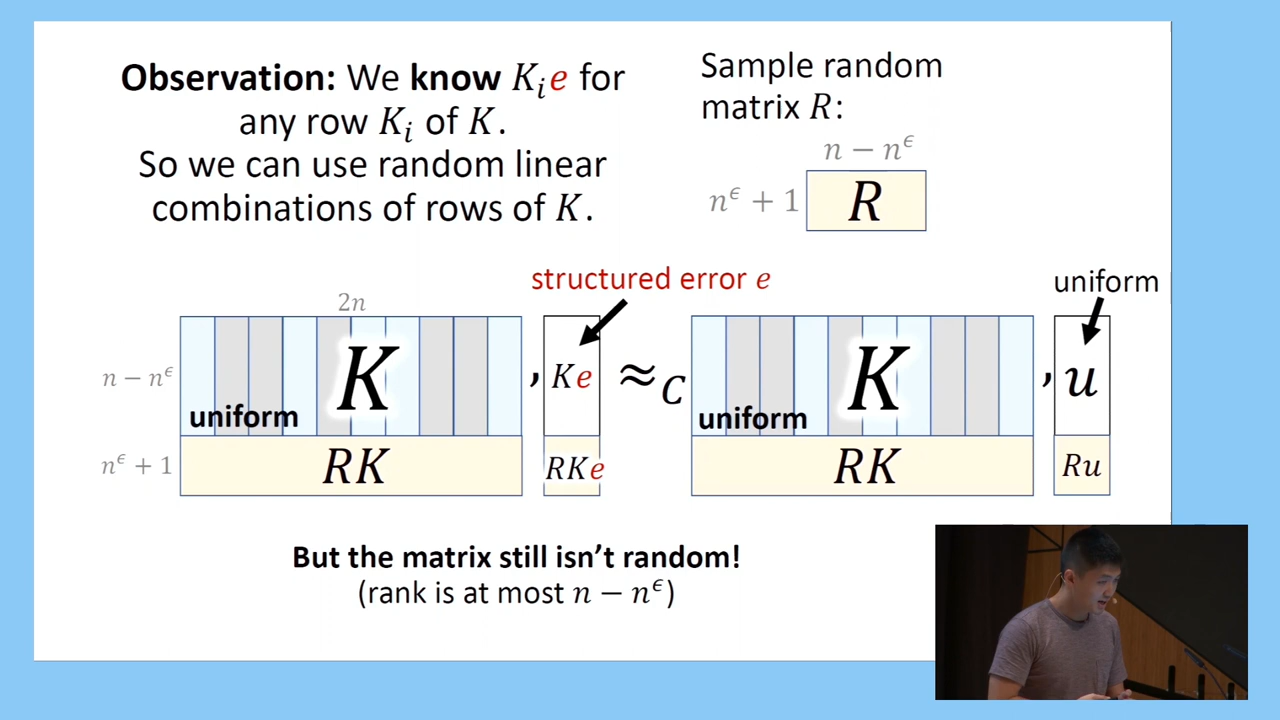 Observation: We know Kᵢe for
any row Kᵢ of K.
So we can use random linear
combinations of rows of K.
Sample random
matrix R:
n − n^ϵ
n^ϵ + 1
R
structured error e
uniform
2n
n − n^ϵ
K
uniform
, Ke
≈C
K
uniform
, u
n^ϵ + 1
RK
RKe
RK
Ru
But the matrix still isn’t random!
(rank is at most n − n^ϵ)